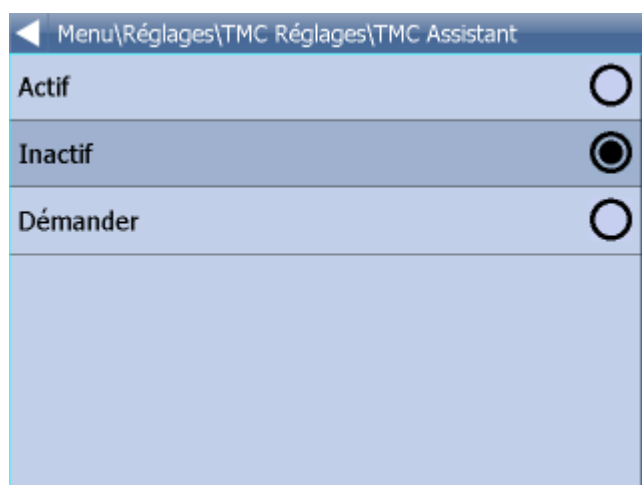 Menu\Réglages\TMC Réglages\TMC Assistant
Actif
Inactif
Démander